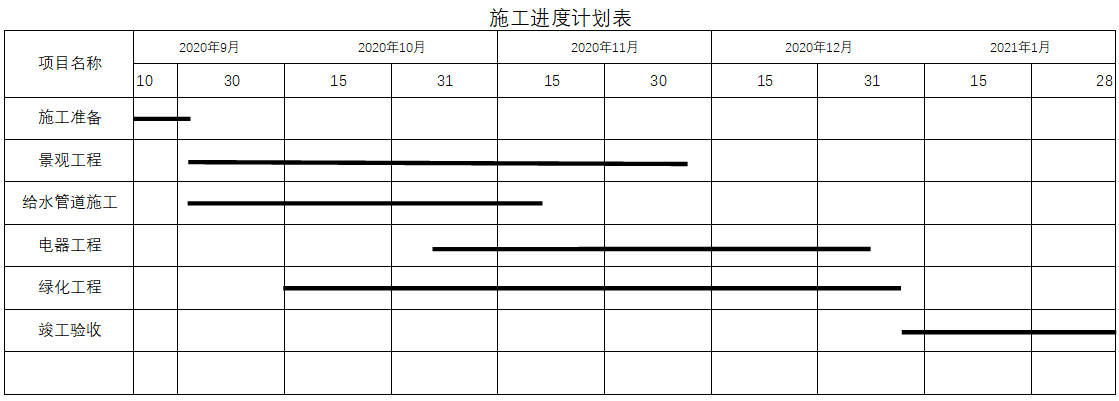 施工进度计划表
项目名称 2020年9月 2020年10月 2020年11月 2020年12月 2021年1月
10 30 15 31 15 30 15 31 15 28
施工准备
景观工程
给水管道施工
电器工程
绿化工程
竣工验收